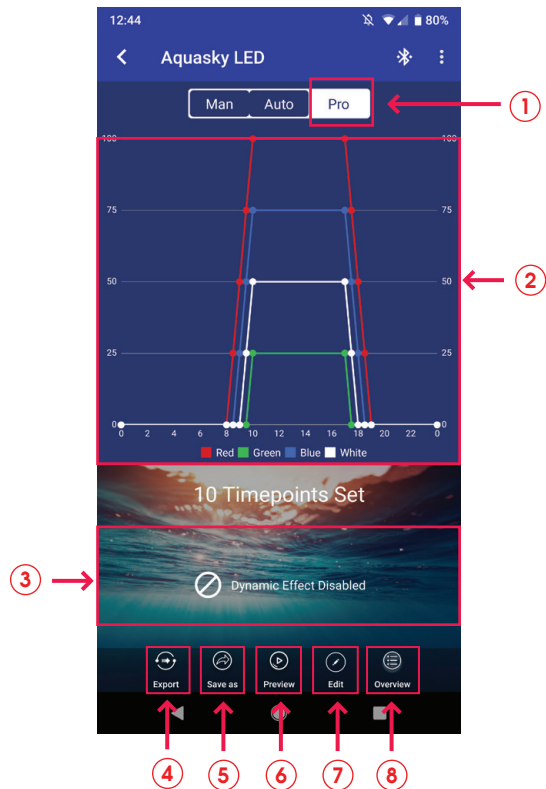 12:44 80%
Aquasky LED
Man Auto Pro
1
100 100
75 75
50 50
2
25 25
0 0
0 2 4 6 8 10 12 14 16 18 20 22 0
Red Green Blue White
10 Timepoints Set
3
Dynamic Effect Disabled
Export Save as Preview Edit Overview
4 5 6 7 8